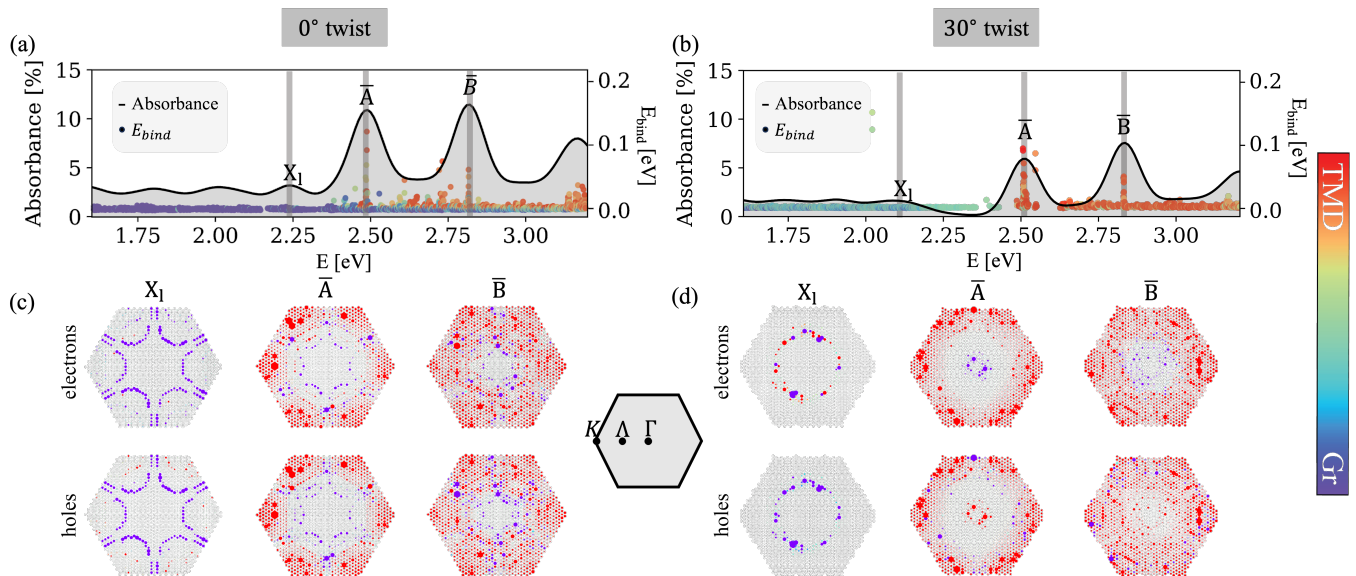 0° twist
30° twist
(a)
15
10
5
0
Absorbance [%]
Absorbance
E_bind
X_l
A̅
B̅
0.2
0.1
0.0
E_bind [eV]
1.75
2.00
2.25
2.50
2.75
3.00
E [eV]
(b)
15
10
5
0
Absorbance [%]
Absorbance
E_bind
X_l
A̅
B̅
0.2
0.1
0.0
E_bind [eV]
1.75
2.00
2.25
2.50
2.75
3.00
E [eV]
TMD
Gr
(c)
X_l
A̅
B̅
electrons
holes
K
Λ
Γ
(d)
X_l
A̅
B̅
electrons
holes